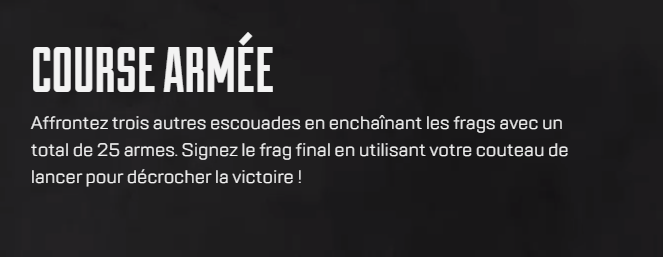 COURSE ARMÉE
Affrontez trois autres escouades en enchaînant les frags avec un
total de 25 armes. Signez le frag final en utilisant votre couteau de
lancer pour décrocher la victoire !